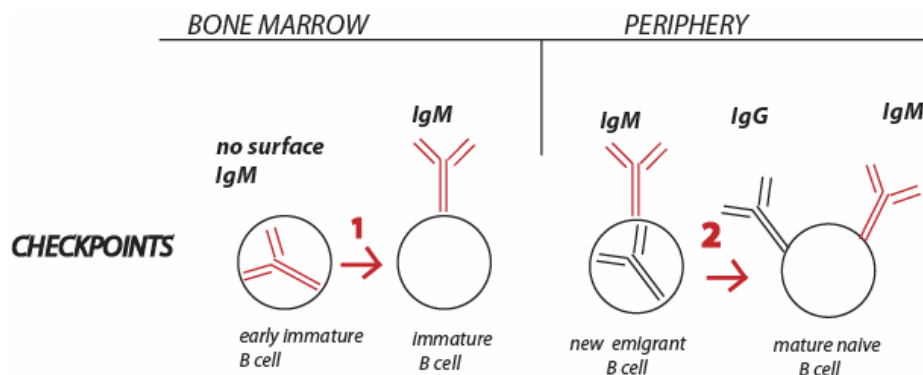 BONE MARROW
PERIPHERY
no surface
IgM
IgM
IgM
IgG
IgM
CHECKPOINTS
1
2
early immature
B cell
immature
B cell
new emigrant
B cell
mature naive
B cell